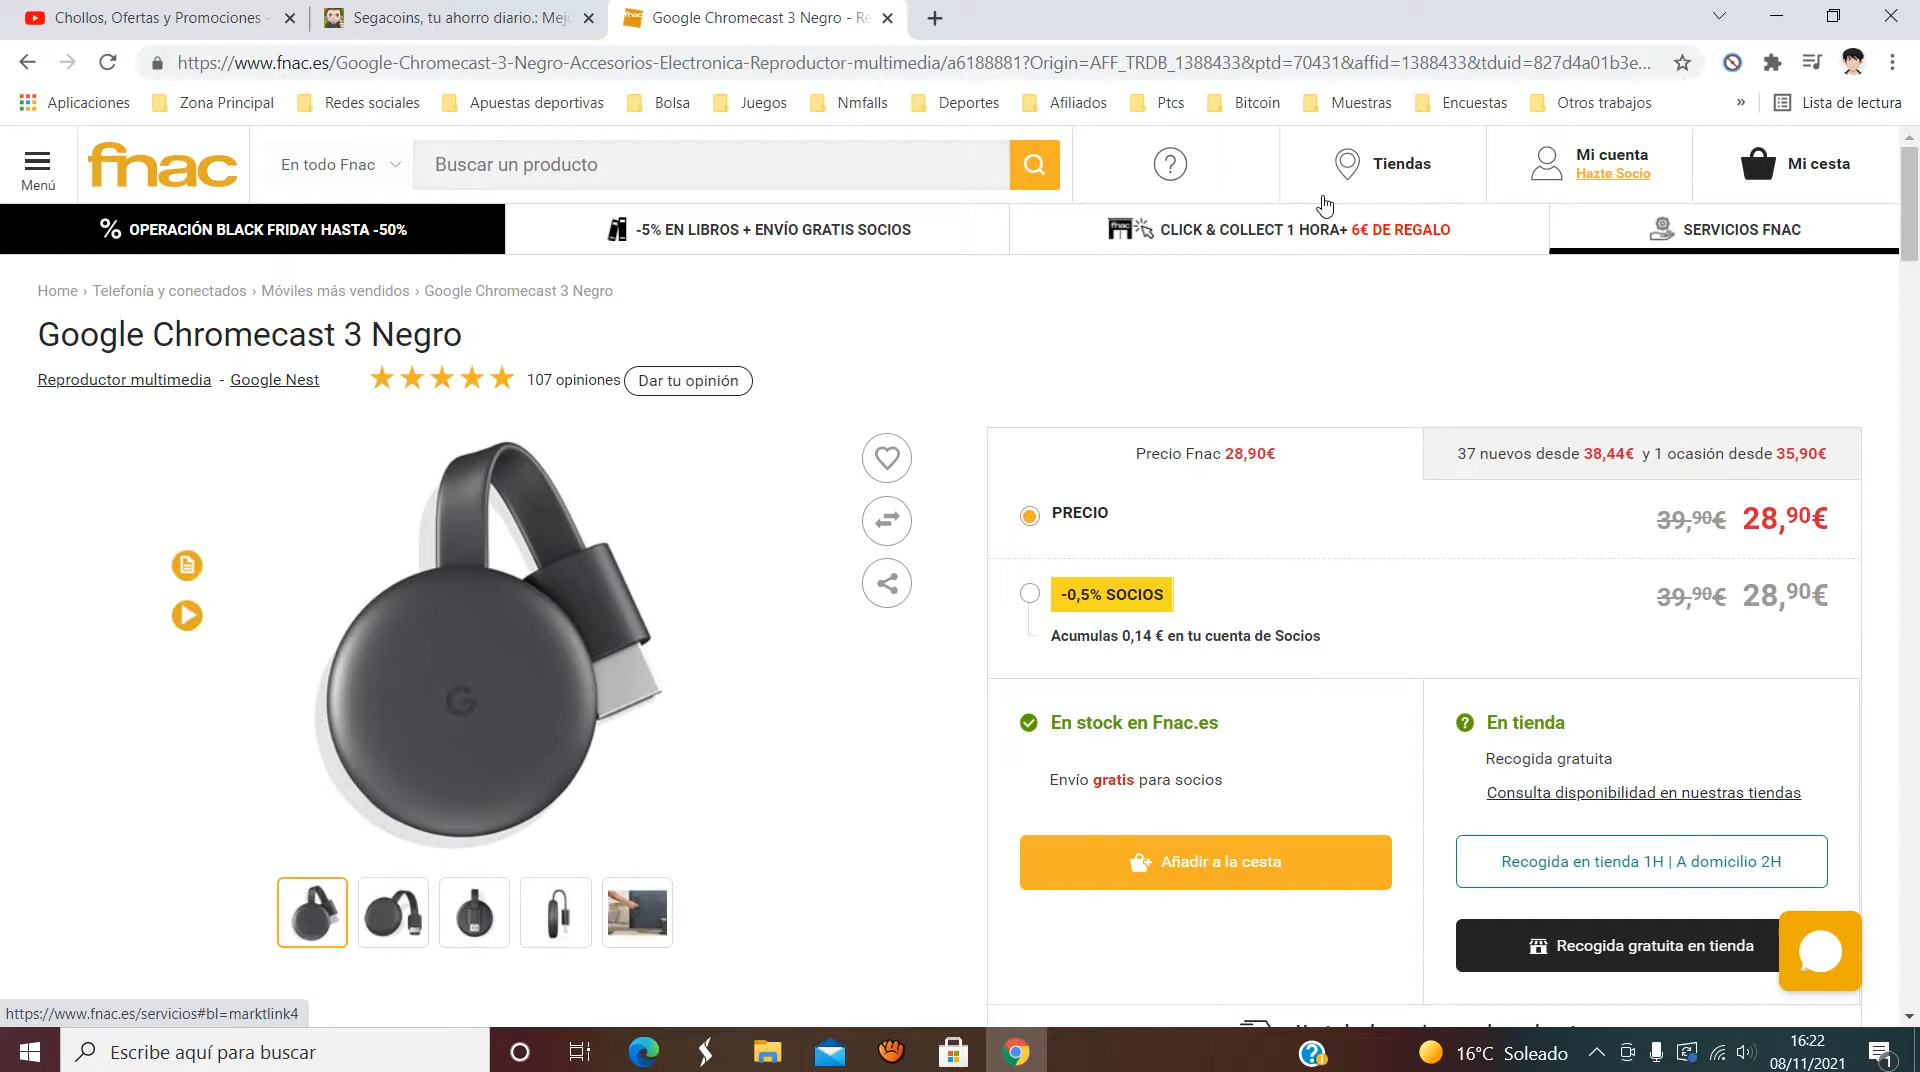 Chollos, Ofertas y Promociones -
Segacoins, tu ahorro diario.: Mejo
Google Chromecast 3 Negro - Re
https://www.fnac.es/Google-Chromecast-3-Negro-Accesorios-Electronica-Reproductor-multimedia/a6188881?Origin=AFF_TRDB_1388433&ptd=70431&affid=1388433&tduid=827d4a01b3e...
Aplicaciones
Zona Principal
Redes sociales
Apuestas deportivas
Bolsa
Juegos
Nmfalls
Deportes
Afiliados
Ptcs
Bitcoin
Muestras
Encuestas
Otros trabajos
»
Lista de lectura
Menú
fnac
En todo Fnac
Buscar un producto
?
Tiendas
Mi cuenta
Hazte Socio
Mi cesta
% OPERACIÓN BLACK FRIDAY HASTA -50%
-5% EN LIBROS + ENVÍO GRATIS SOCIOS
fnac
CLICK & COLLECT 1 HORA+ 6€ DE REGALO
SERVICIOS FNAC
Home › Telefonía y conectados › Móviles más vendidos › Google Chromecast 3 Negro
Google Chromecast 3 Negro
Reproductor multimedia - Google Nest
107 opiniones
Dar tu opinión
G
Precio Fnac 28,90€
37 nuevos desde 38,44€ y 1 ocasión desde 35,90€
PRECIO
39,90€ 28,90€
-0,5% SOCIOS
39,90€ 28,90€
Acumulas 0,14 € en tu cuenta de Socios
En stock en Fnac.es
Envío gratis para socios
Añadir a la cesta
? En tienda
Recogida gratuita
Consulta disponibilidad en nuestras tiendas
Recogida en tienda 1H | A domicilio 2H
Recogida gratuita en tienda
https://www.fnac.es/servicios#bl=marktlink4
Escribe aquí para buscar
?
16°C Soleado
16:22
08/11/2021
1